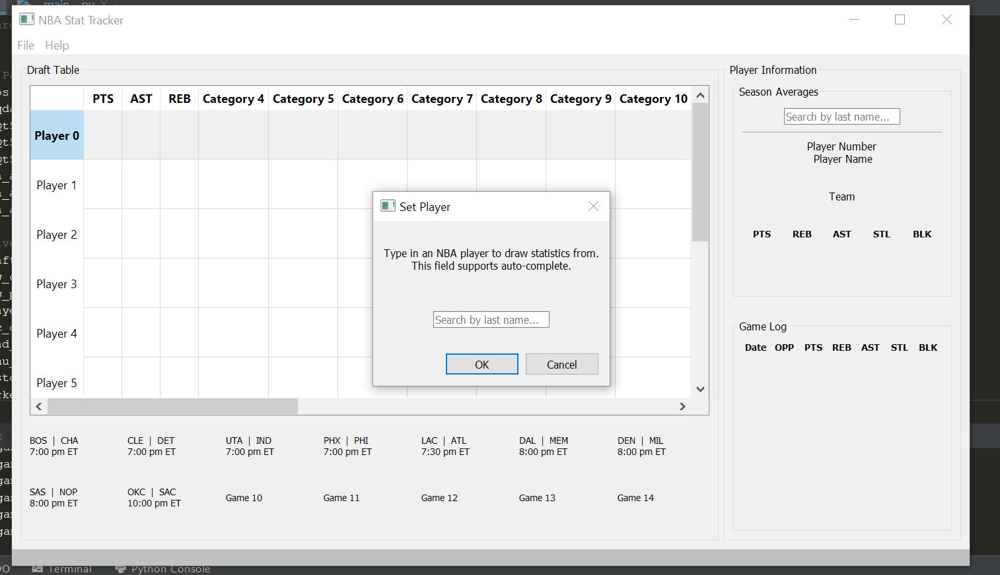 main .py
NBA Stat Tracker
File Help
Draft Table
PTS AST REB Category 4 Category 5 Category 6 Category 7 Category 8 Category 9 Category 10
Player 0
Player 1
Player 2
Player 3
Player 4
Player 5
Set Player
Type in an NBA player to draw statistics from.
This field supports auto-complete.
Search by last name...
OK Cancel
BOS | CHA
7:00 pm ET
CLE | DET
7:00 pm ET
UTA | IND
7:00 pm ET
PHX | PHI
7:00 pm ET
LAC | ATL
7:30 pm ET
DAL | MEM
8:00 pm ET
DEN | MIL
8:00 pm ET
SAS | NOP
8:00 pm ET
OKC | SAC
10:00 pm ET
Game 10
Game 11
Game 12
Game 13
Game 14
Player Information
Season Averages
Search by last name...
Player Number
Player Name
Team
PTS REB AST STL BLK
Game Log
Date OPP PTS REB AST STL BLK
Terminal Python Console